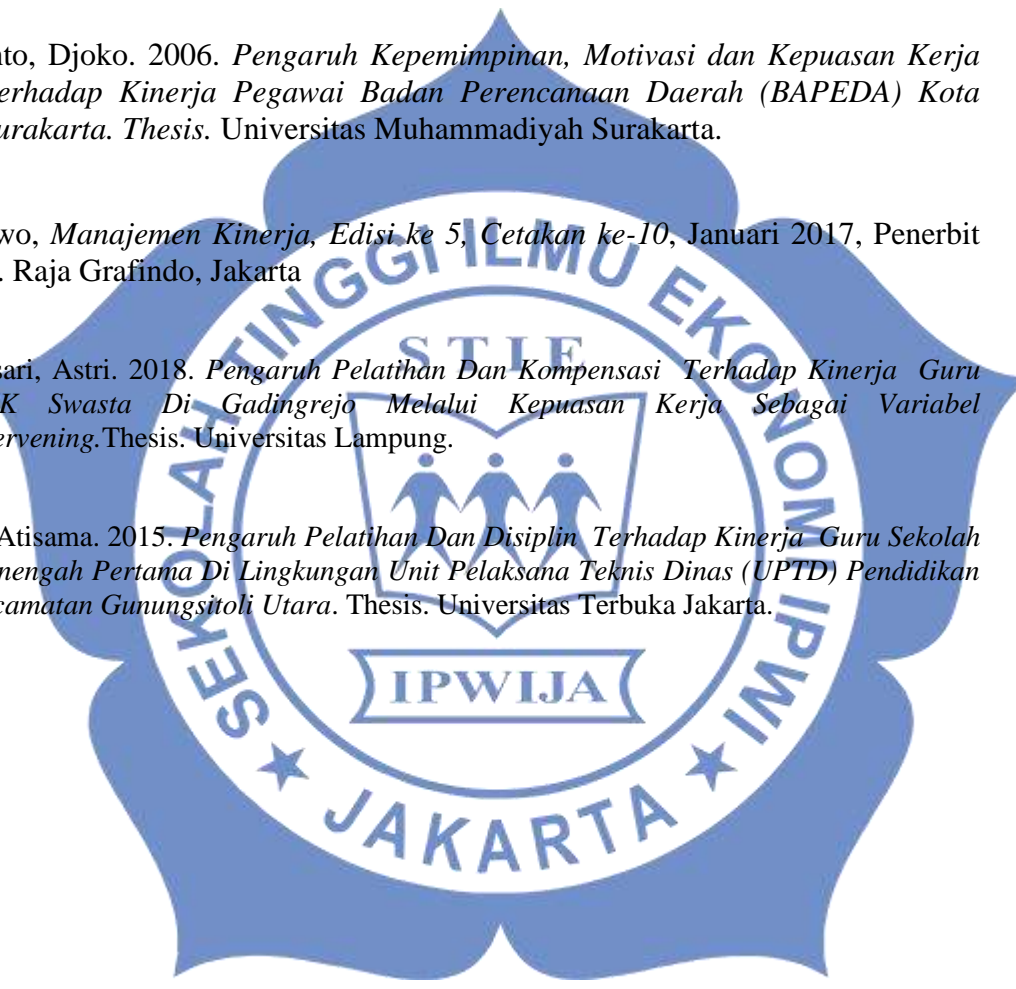 nto, Djoko. 2006. Pengaruh Kepemimpinan, Motivasi dan Kepuasan Kerja
erhadap Kinerja Pegawai Badan Perencanaan Daerah (BAPEDA) Kota
urakarta. Thesis. Universitas Muhammadiyah Surakarta.
wo, Manajemen Kinerja, Edisi ke 5, Cetakan ke-10, Januari 2017, Penerbit
. Raja Grafindo, Jakarta
sari, Astri. 2018. Pengaruh Pelatihan Dan Kompensasi Terhadap Kinerja Guru
K Swasta Di Gadingrejo Melalui Kepuasan Kerja Sebagai Variabel
ervening.Thesis. Universitas Lampung.
Atisama. 2015. Pengaruh Pelatihan Dan Disiplin Terhadap Kinerja Guru Sekolah
nengah Pertama Di Lingkungan Unit Pelaksana Teknis Dinas (UPTD) Pendidikan
camatan Gunungsitoli Utara. Thesis. Universitas Terbuka Jakarta.
SEKOLAH TINGGI ILMU EKONOMI IPWI
STIE
IPWIJA
JAKARTA